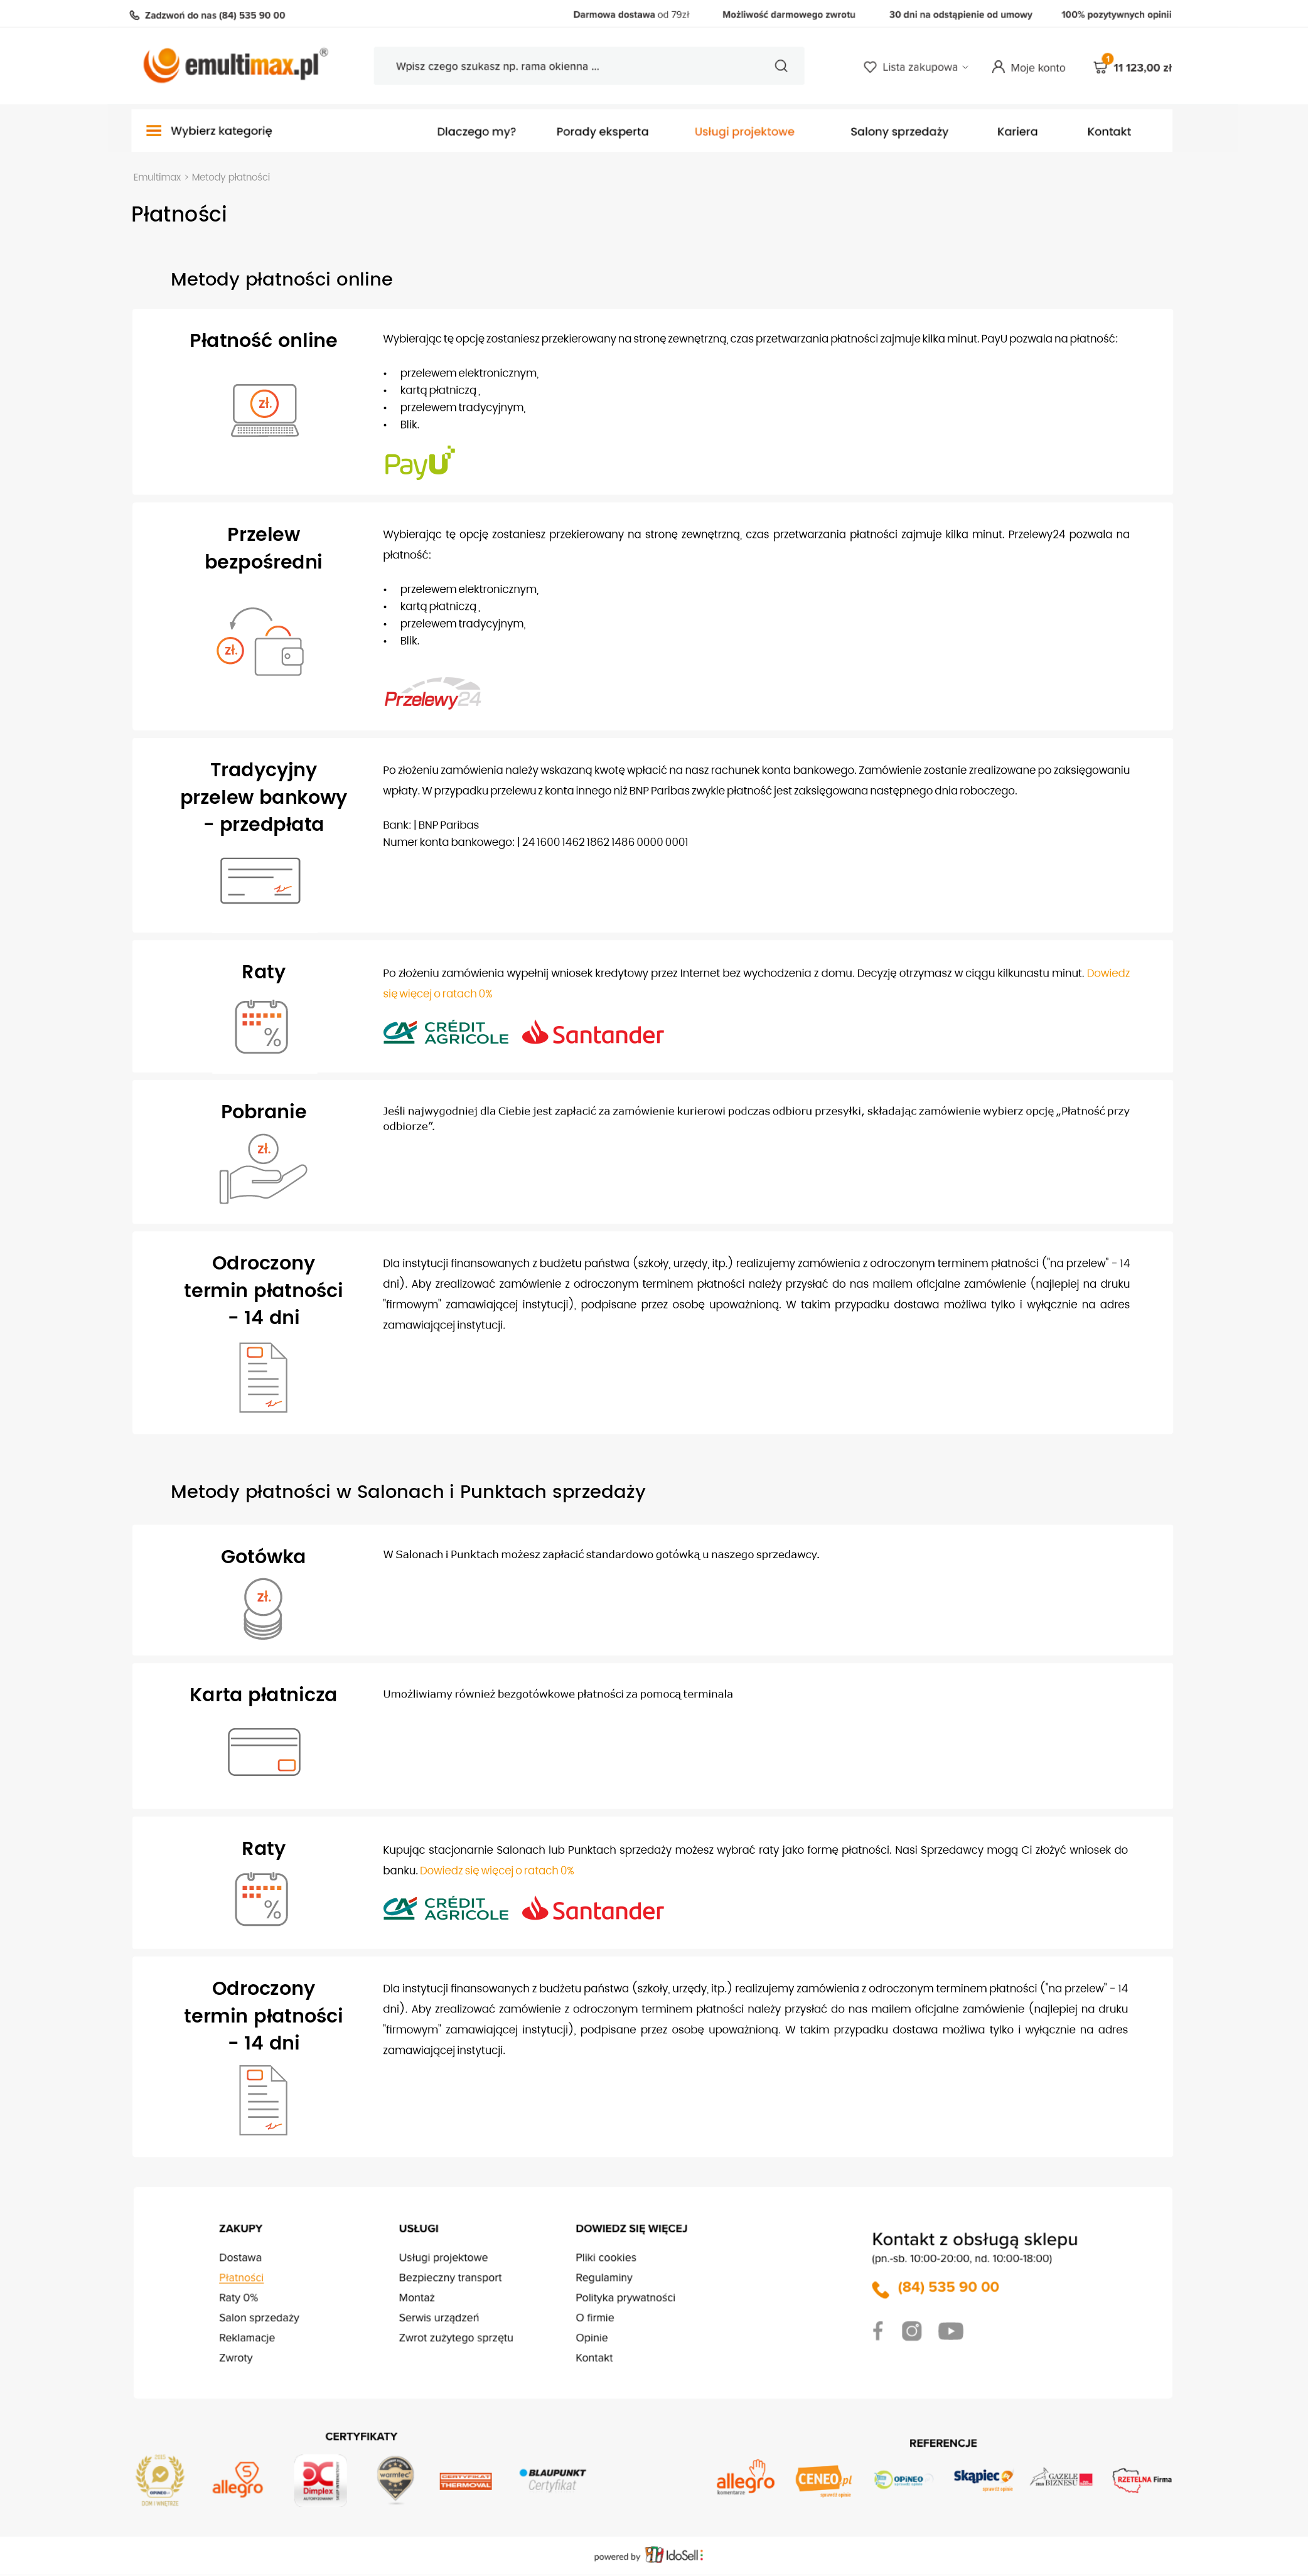 Zadzwoń do nas (84) 535 90 00
Darmowa dostawa od 79zł
Możliwość darmowego zwrotu
30 dni na odstąpienie od umowy
100% pozytywnych opinii
emultimax.pl®
Wpisz czego szukasz np. rama okienna ...
Lista zakupowa
Moje konto
1
11 123,00 zł
Wybierz kategorię
Dlaczego my?
Porady eksperta
Usługi projektowe
Salony sprzedaży
Kariera
Kontakt
Emultimax > Metody płatności
Płatności
Metody płatności online
Płatność online
zł.
Wybierając tę opcję zostaniesz przekierowany na stronę zewnętrzną, czas przetwarzania płatności zajmuje kilka minut. PayU pozwala na płatność:
• przelewem elektronicznym,
• kartą płatniczą ,
• przelewem tradycyjnym,
• Blik.
PayU
Przelew
bezpośredni
zł.
Wybierając tę opcję zostaniesz przekierowany na stronę zewnętrzną, czas przetwarzania płatności zajmuje kilka minut. Przelewy24 pozwala na
płatność:
• przelewem elektronicznym,
• kartą płatniczą ,
• przelewem tradycyjnym,
• Blik.
Przelewy24
Tradycyjny
przelew bankowy
- przedpłata
Po złożeniu zamówienia należy wskazaną kwotę wpłacić na nasz rachunek konta bankowego. Zamówienie zostanie zrealizowane po zaksięgowaniu
wpłaty. W przypadku przelewu z konta innego niż BNP Paribas zwykle płatność jest zaksięgowana następnego dnia roboczego.
Bank: | BNP Paribas
Numer konta bankowego: | 24 1600 1462 1862 1486 0000 0001
Raty
%
Po złożeniu zamówienia wypełnij wniosek kredytowy przez Internet bez wychodzenia z domu. Decyzję otrzymasz w ciągu kilkunastu minut. Dowiedz
się więcej o ratach 0%
CRÉDIT
AGRICOLE
Santander
Pobranie
zł.
Jeśli najwygodniej dla Ciebie jest zapłacić za zamówienie kurierowi podczas odbioru przesyłki, składając zamówienie wybierz opcję „Płatność przy
odbiorze”.
Odroczony
termin płatności
- 14 dni
Dla instytucji finansowanych z budżetu państwa (szkoły, urzędy, itp.) realizujemy zamówienia z odroczonym terminem płatności ("na przelew" - 14
dni). Aby zrealizować zamówienie z odroczonym terminem płatności należy przysłać do nas mailem oficjalne zamówienie (najlepiej na druku
"firmowym" zamawiającej instytucji), podpisane przez osobę upoważnioną. W takim przypadku dostawa możliwa tylko i wyłącznie na adres
zamawiającej instytucji.
Metody płatności w Salonach i Punktach sprzedaży
Gotówka
zł.
W Salonach i Punktach możesz zapłacić standardowo gotówką u naszego sprzedawcy.
Karta płatnicza
Umożliwiamy również bezgotówkowe płatności za pomocą terminala
Raty
%
Kupując stacjonarnie Salonach lub Punktach sprzedaży możesz wybrać raty jako formę płatności. Nasi Sprzedawcy mogą Ci złożyć wniosek do
banku. Dowiedz się więcej o ratach 0%
CRÉDIT
AGRICOLE
Santander
Odroczony
termin płatności
- 14 dni
Dla instytucji finansowanych z budżetu państwa (szkoły, urzędy, itp.) realizujemy zamówienia z odroczonym terminem płatności ("na przelew" - 14
dni). Aby zrealizować zamówienie z odroczonym terminem płatności należy przysłać do nas mailem oficjalne zamówienie (najlepiej na druku
"firmowym" zamawiającej instytucji), podpisane przez osobę upoważnioną. W takim przypadku dostawa możliwa tylko i wyłącznie na adres
zamawiającej instytucji.
ZAKUPY
Dostawa
Płatności
Raty 0%
Salon sprzedaży
Reklamacje
Zwroty
USŁUGI
Usługi projektowe
Bezpieczny transport
Montaż
Serwis urządzeń
Zwrot zużytego sprzętu
DOWIEDZ SIĘ WIĘCEJ
Pliki cookies
Regulaminy
Polityka prywatności
O firmie
Opinie
Kontakt
Kontakt z obsługą sklepu
(pn.-sb. 10:00-20:00, nd. 10:00-18:00)
(84) 535 90 00
CERTYFIKATY
DOM I WNĘTRZE
S allegro
Dimplex
warmtec
CERTYFIKAT
THERMOVAL
BLAUPUNKT
Certyfikat
REFERENCJE
allegro
komentarze
CENEO.pl
sprawdź opinie
OPINEO
Skąpiec
sprawdź opinie
GAZELE
BIZNESU
RZETELNA Firma
powered by IdoSell